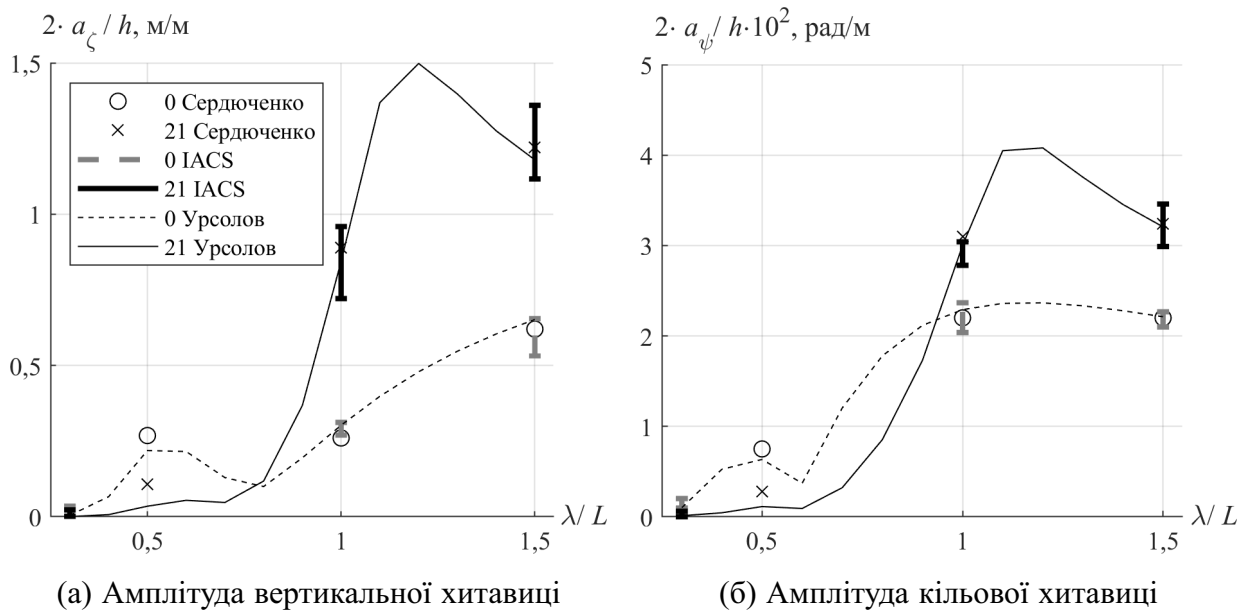 2· a_ζ / h, м/м
1,5
1
0,5
0
0 Сердюченко
21 Сердюченко
0 IACS
21 IACS
0 Урсолов
21 Урсолов
0,5
1
1,5
λ/ L
(а) Амплітуда вертикальної хитавиці
2· a_ψ/ h·10², рад/м
5
4
3
2
1
0
0,5
1
1,5
λ/ L
(б) Амплітуда кільової хитавиці